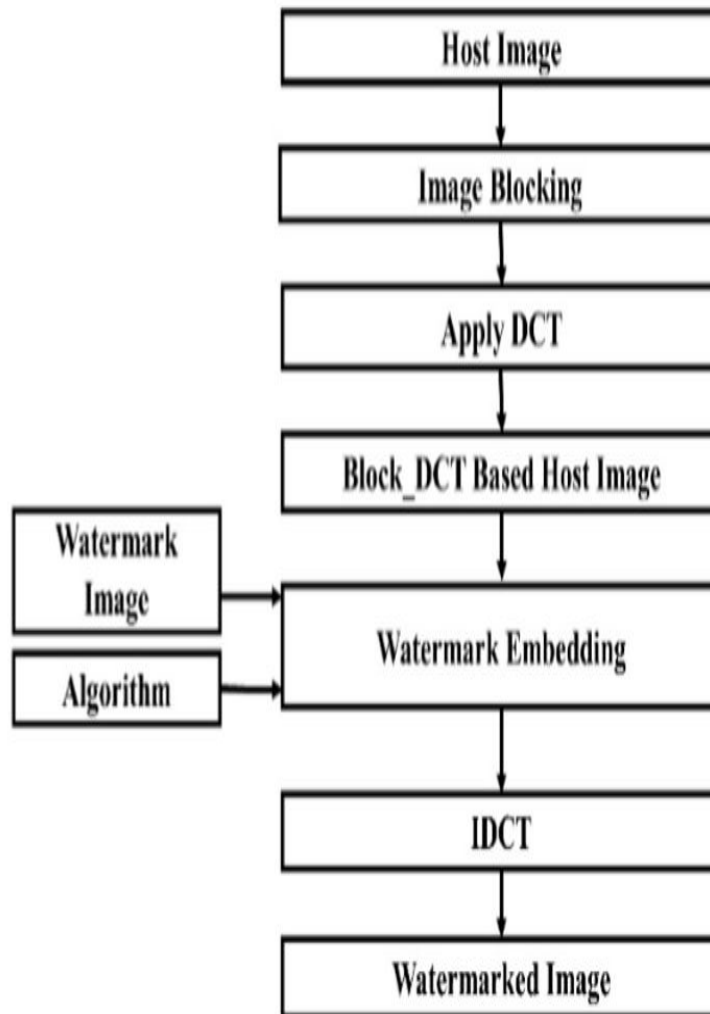 Host Image
Image Blocking
Apply DCT
Block_DCT Based Host Image
Watermark
Image
Algorithm
Watermark Embedding
IDCT
Watermarked Image